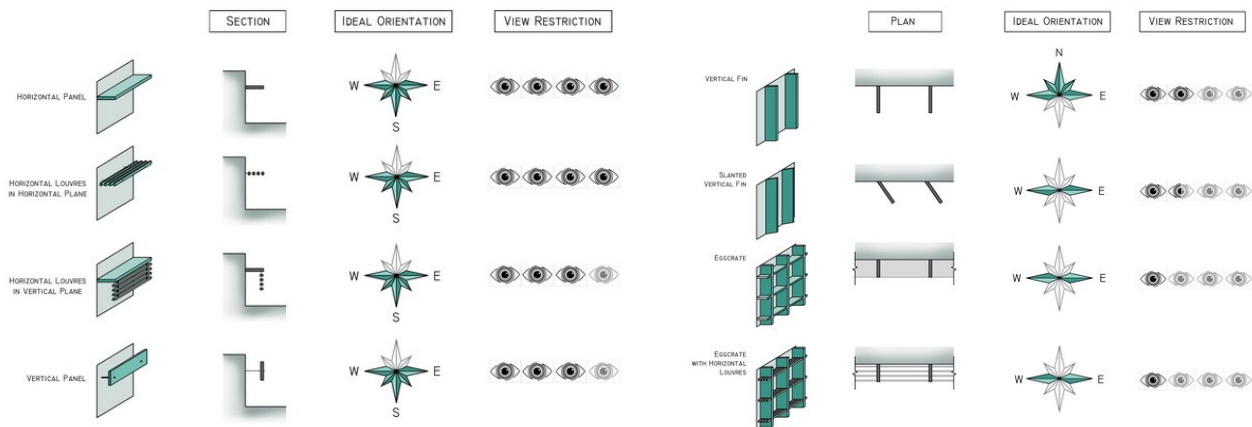 SECTION
IDEAL ORIENTATION
VIEW RESTRICTION
HORIZONTAL PANEL
W
E
S
HORIZONTAL LOUVRES
IN HORIZONTAL PLANE
W
E
S
HORIZONTAL LOUVRES
IN VERTICAL PLANE
W
E
S
VERTICAL PANEL
W
E
S
PLAN
IDEAL ORIENTATION
VIEW RESTRICTION
VERTICAL FIN
N
W
E
SLANTED
VERTICAL FIN
W
E
EGGCRATE
W
E
EGGCRATE
WITH HORIZONTAL
LOUVRES
W
E